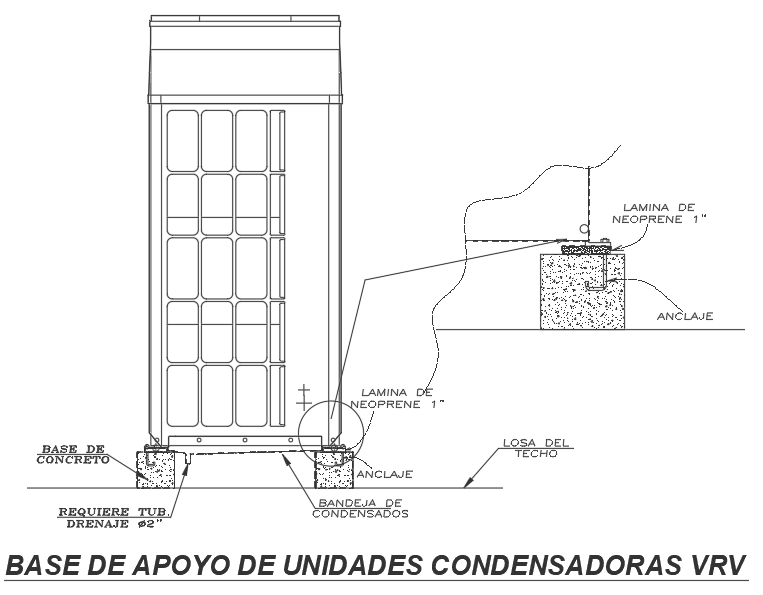 LAMINA DE
NEOPRENE 1"
ANCLAJE
LAMINA DE
NEOPRENE 1"
BASE DE
CONCRETO
LOSA DEL
TECHO
ANCLAJE
BANDEJA DE
CONDENSADOS
REQUIERE TUB.
DRENAJE ø2"
BASE DE APOYO DE UNIDADES CONDENSADORAS VRV